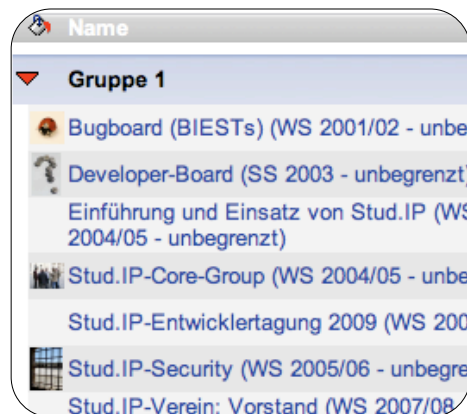 Name
Gruppe 1
Bugboard (BIESTs) (WS 2001/02 - unbe
Developer-Board (SS 2003 - unbegrenzt)
Einführung und Einsatz von Stud.IP (WS
2004/05 - unbegrenzt)
Stud.IP-Core-Group (WS 2004/05 - unbe
Stud.IP-Entwicklertagung 2009 (WS 200
Stud.IP-Security (WS 2005/06 - unbegre
Stud.IP-Verein: Vorstand (WS 2007/08